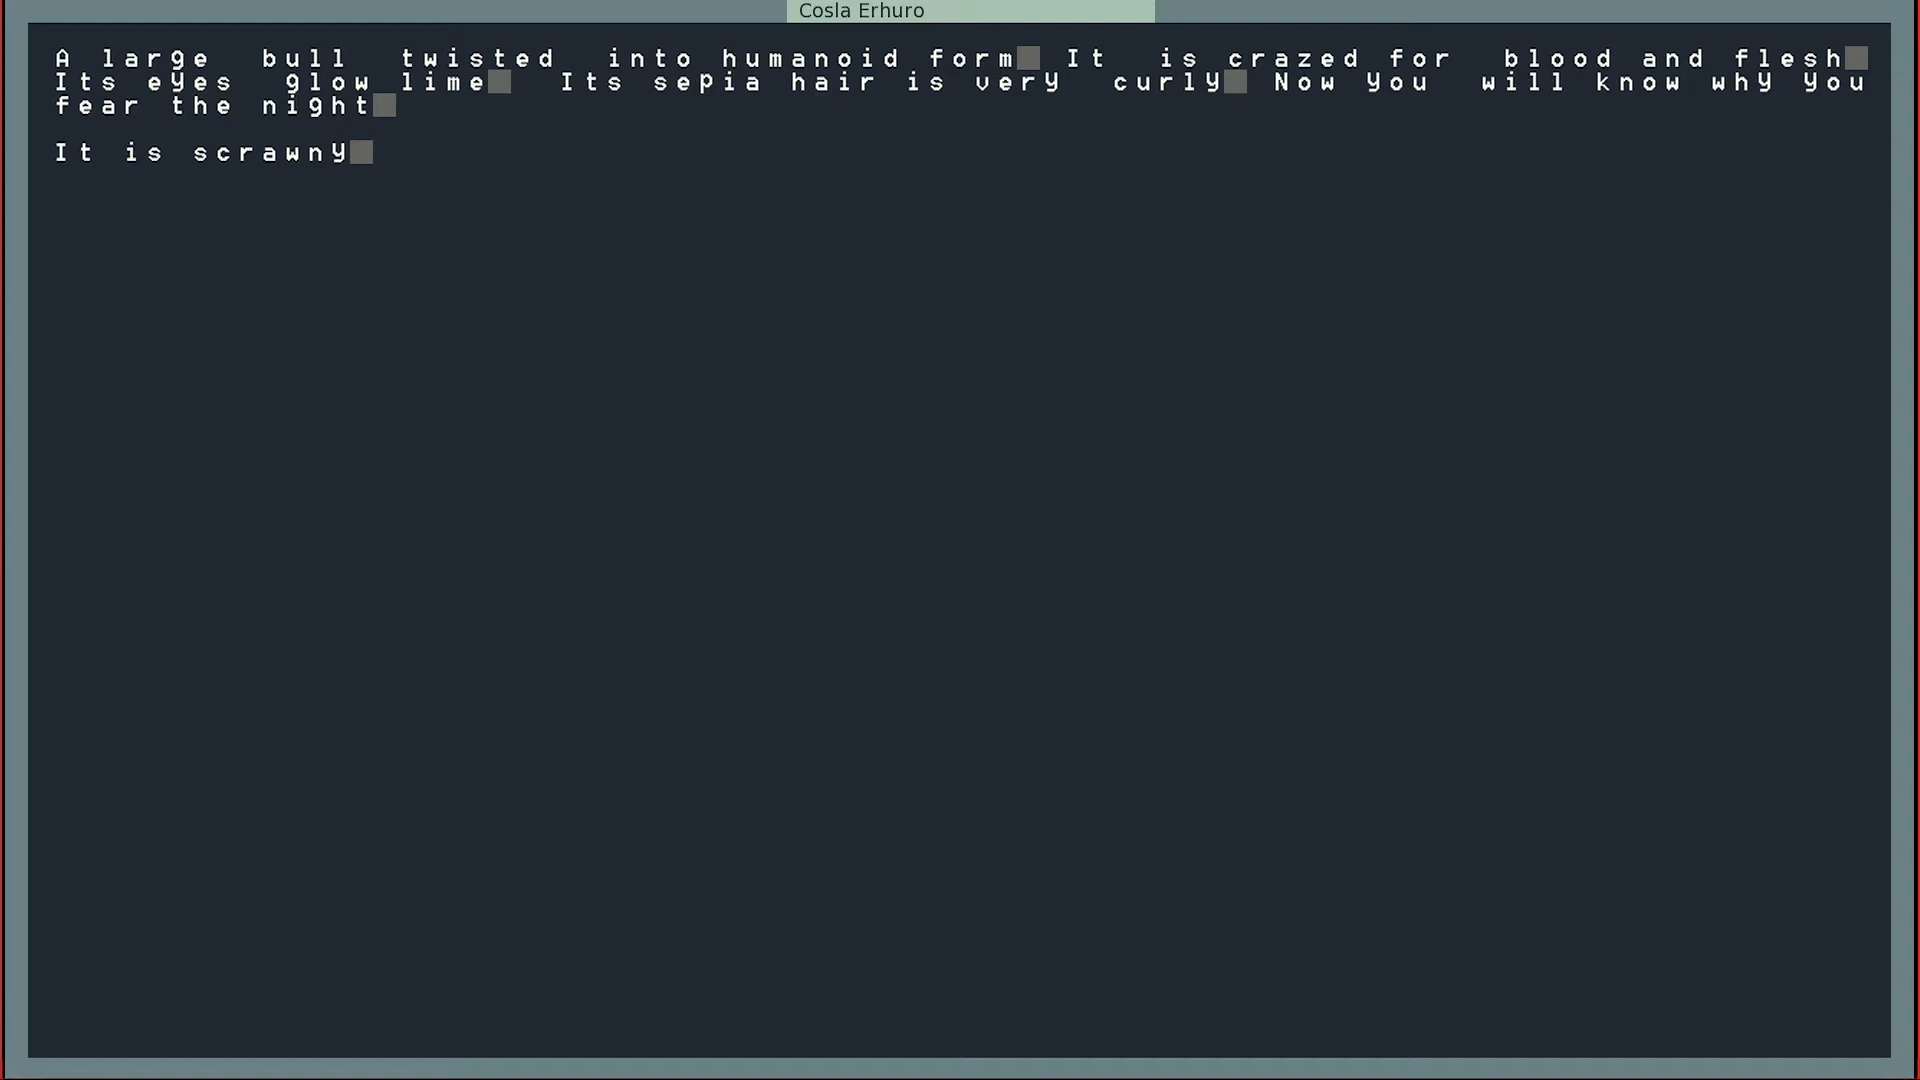 Cosla Erhuro
A large bull twisted into humanoid form It is crazed for blood and flesh
Its eyes glow lime Its sepia hair is very curly Now you will know why you
fear the night
It is scrawny